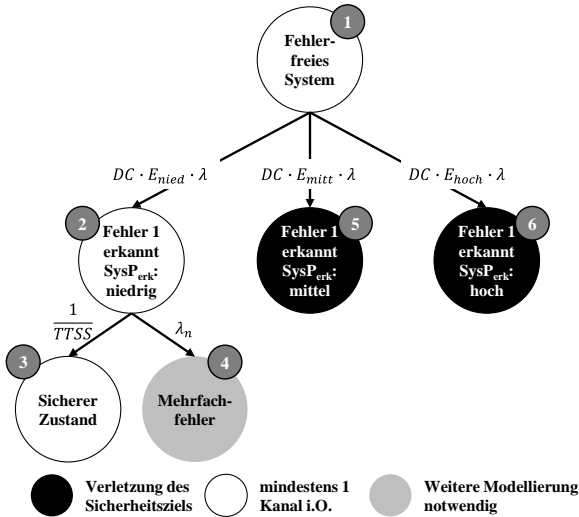 1
Fehler-
freies
System
DC · E_nied · λ
DC · E_mitt · λ
DC · E_hoch · λ
2
Fehler 1
erkannt
SysP_erk:
niedrig
5
Fehler 1
erkannt
SysP_erk:
mittel
6
Fehler 1
erkannt
SysP_erk:
hoch
1
TTSS
λ_n
3
Sicherer
Zustand
4
Mehrfach-
fehler
Verletzung des
Sicherheitsziels
mindestens 1
Kanal i.O.
Weitere Modellierung
notwendig